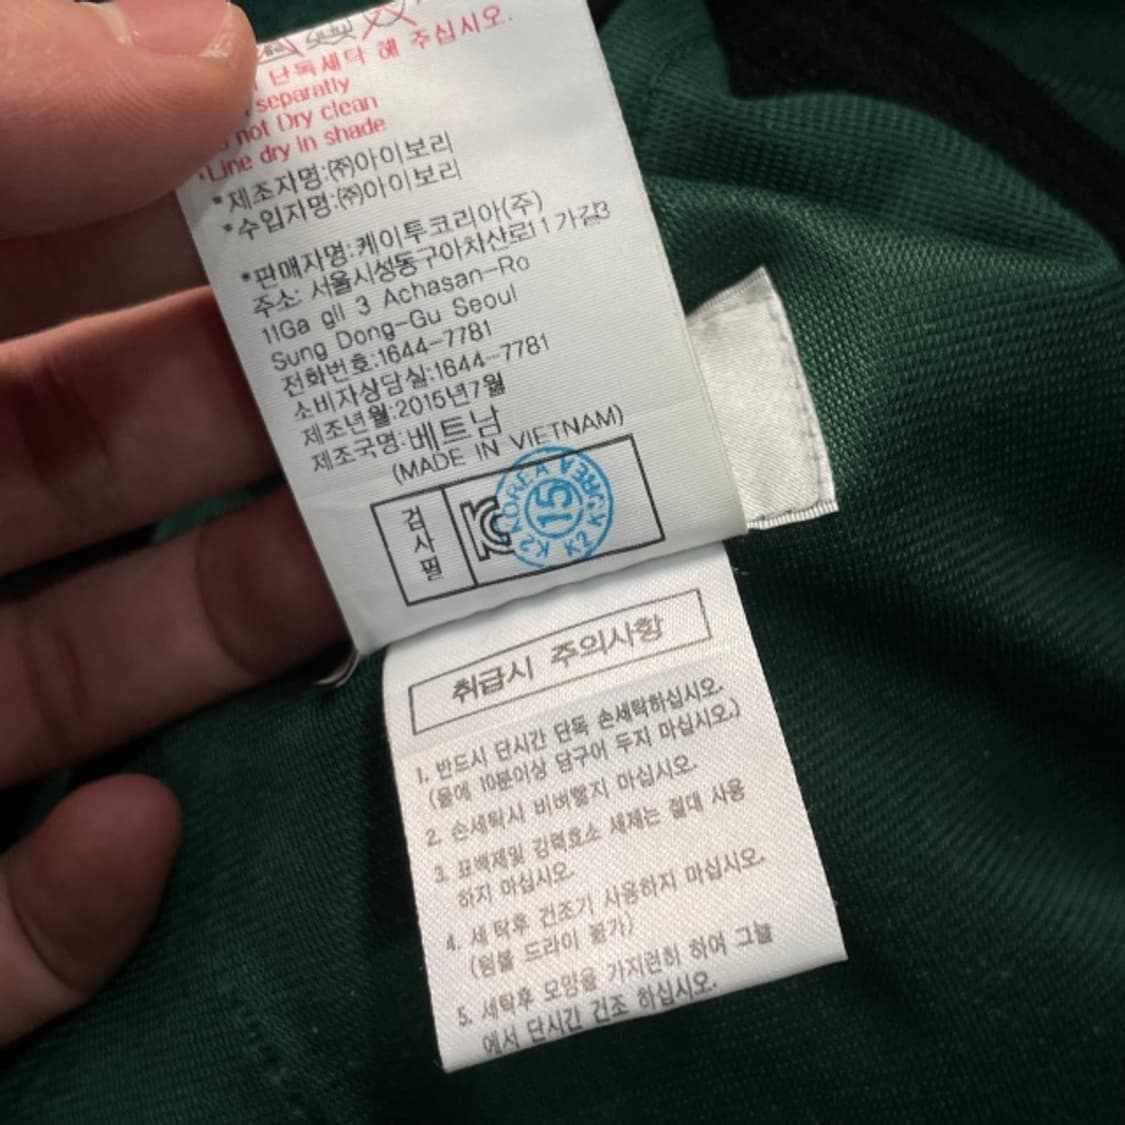 단독세탁 해 주십시오.
separatly
not Dry clean
*Line dry in shade
*제조자명:㈜아이보리
*수입자명:㈜아이보리
*판매자명:케이투코리아(주)
주소: 서울시성동구아차산로11가길3
11Ga gil 3 Achasan-Ro
Sung Dong-Gu Seoul
전화번호:1644-7781
소비자상담실:1644-7781
제조년월:2015년7월
제조국명:베트남
(MADE IN VIETNAM)
검사필
KC
K2 KOREA
15
취급시 주의사항
1. 반드시 단시간 단독 손세탁하십시오.
(물에 10분이상 담구어 두지 마십시오.)
2. 손세탁시 비벼빨지 마십시오.
3. 표백제및 강력효소 세제는 절대 사용
하지 마십시오.
4. 세탁후 건조기 사용하지 마십시오.
(텀블 드라이 불가)
5. 세탁후 모양을 가지런히 하여 그늘
에서 단시간 건조 하십시오.